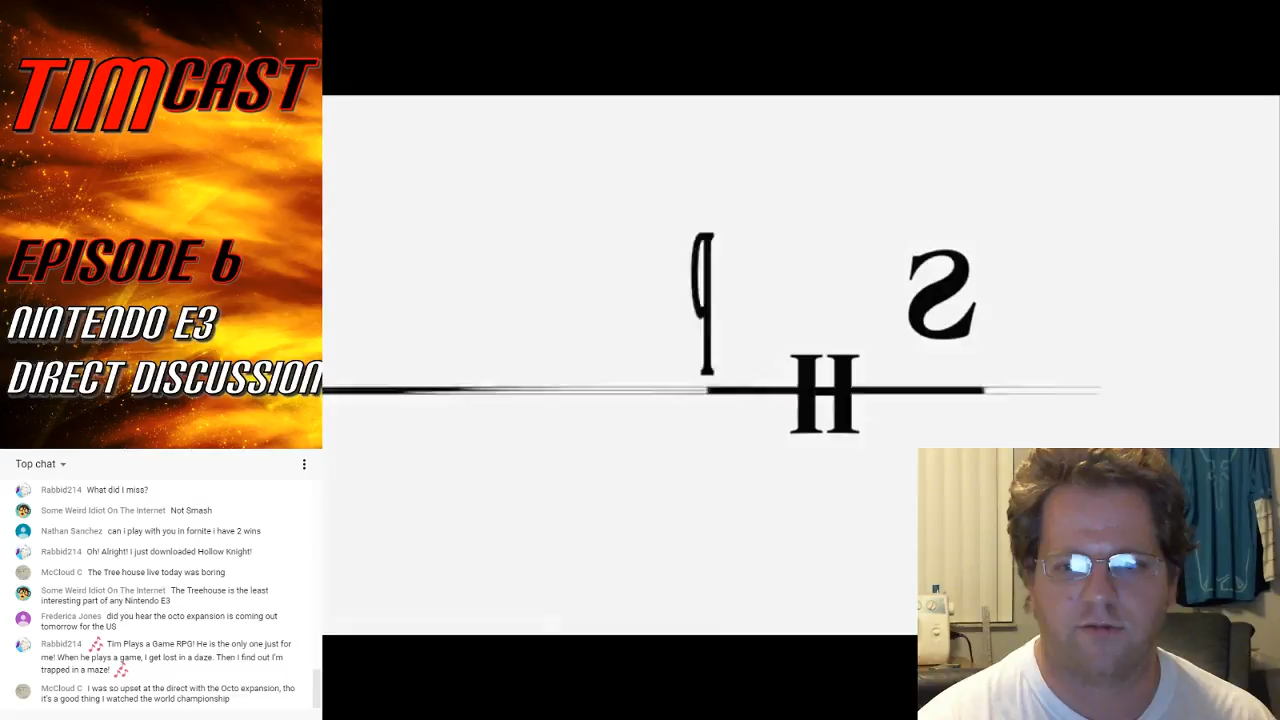 TIMCAST
EPISODE 6
NINTENDO E3
DIRECT DISCUSSION
P
S
H
Top chat
Rabbid214 What did I miss?
Some Weird Idiot On The Internet Not Smash
Nathan Sanchez can i play with you in fornite i have 2 wins
Rabbid214 Oh! Alright! I just downloaded Hollow Knight!
McCloud C The Tree house live today was boring
Some Weird Idiot On The Internet The Treehouse is the least
interesting part of any Nintendo E3
Frederica Jones did you hear the octo expansion is coming out
tomorrow for the US
Rabbid214 🎶 Tim Plays a Game RPG! He is the only one just for
me! When he plays a game, I get lost in a daze. Then I find out I'm
trapped in a maze! 🎶
McCloud C I was so upset at the direct with the Octo expansion, tho
it's a good thing I watched the world championship